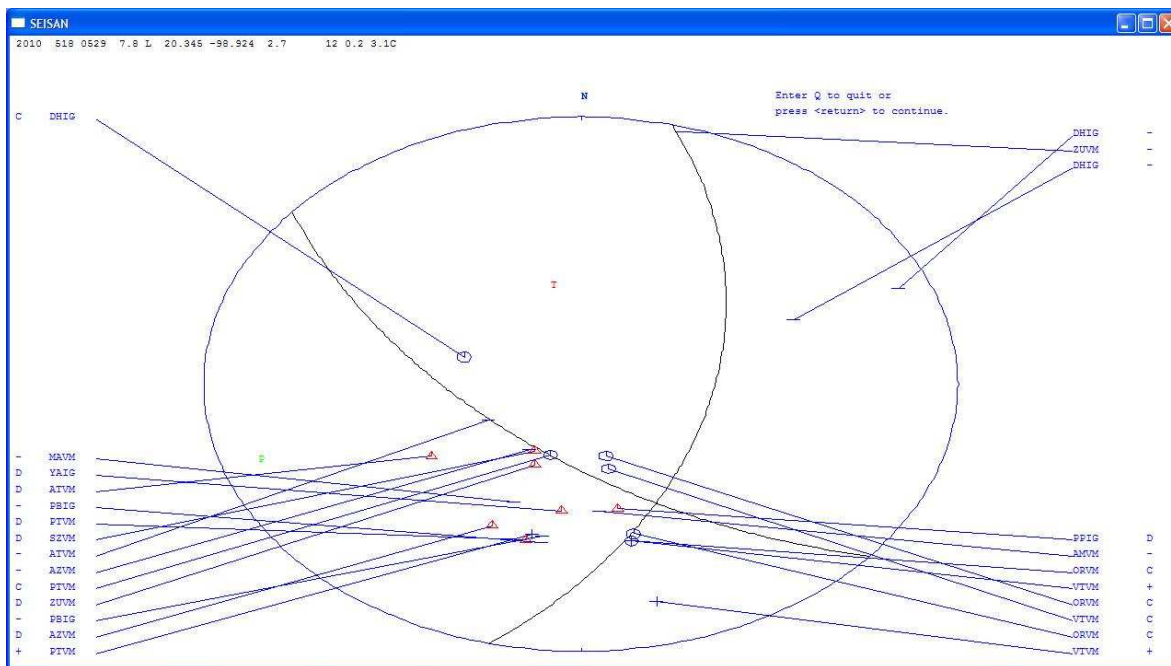 SEISAN
2010 518 0529 7.8 L 20.345 -98.924 2.7 12 0.2 3.1C
N
Enter Q to quit or
press <return> to continue.
C DHIG
DHIG -
ZUVM -
DHIG -
T
P
- MAVM
D YAIG
D ATVM
- PBIG
D PTVM
D SZVM
- ATVM
- AZVM
C PTVM
D ZUVM
- PBIG
D AZVM
+ PTVM
PPIG D
AMVM -
ORVM C
VTVM +
ORVM C
VTVM C
ORVM C
VTVM +